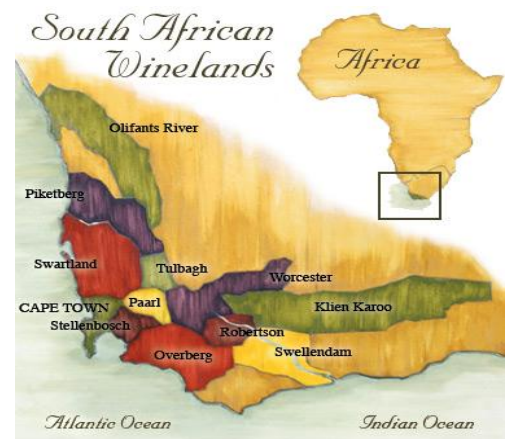 South African
Winelands
Africa
Olifants River
Piketberg
Swartland
Tulbagh
Worcester
CAPE TOWN
Paarl
Klien Karoo
Stellenbosch
Robertson
Overberg
Swellendam
Atlantic Ocean
Indian Ocean